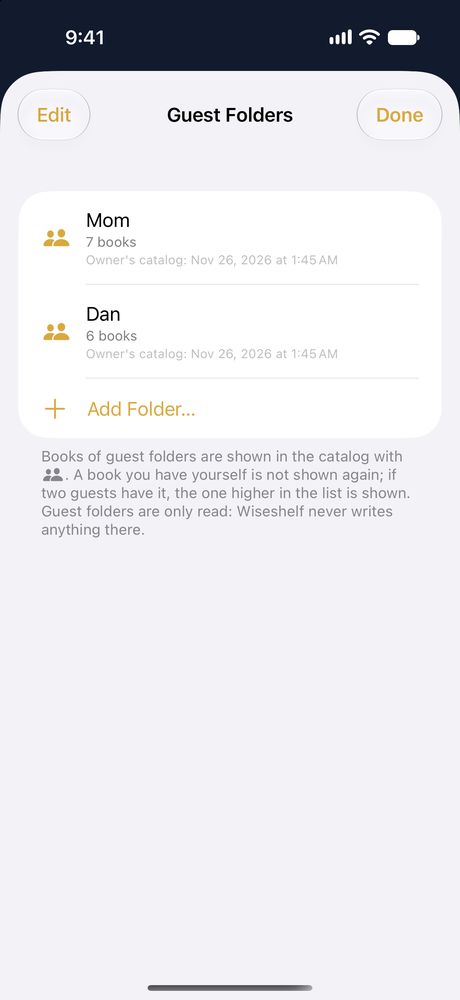 9:41
Edit
Guest Folders
Done
Mom
7 books
Owner's catalog: Nov 26, 2026 at 1:45 AM
Dan
6 books
Owner's catalog: Nov 26, 2026 at 1:45 AM
Add Folder...
Books of guest folders are shown in the catalog with
. A book you have yourself is not shown again; if
two guests have it, the one higher in the list is shown.
Guest folders are only read: Wiseshelf never writes
anything there.